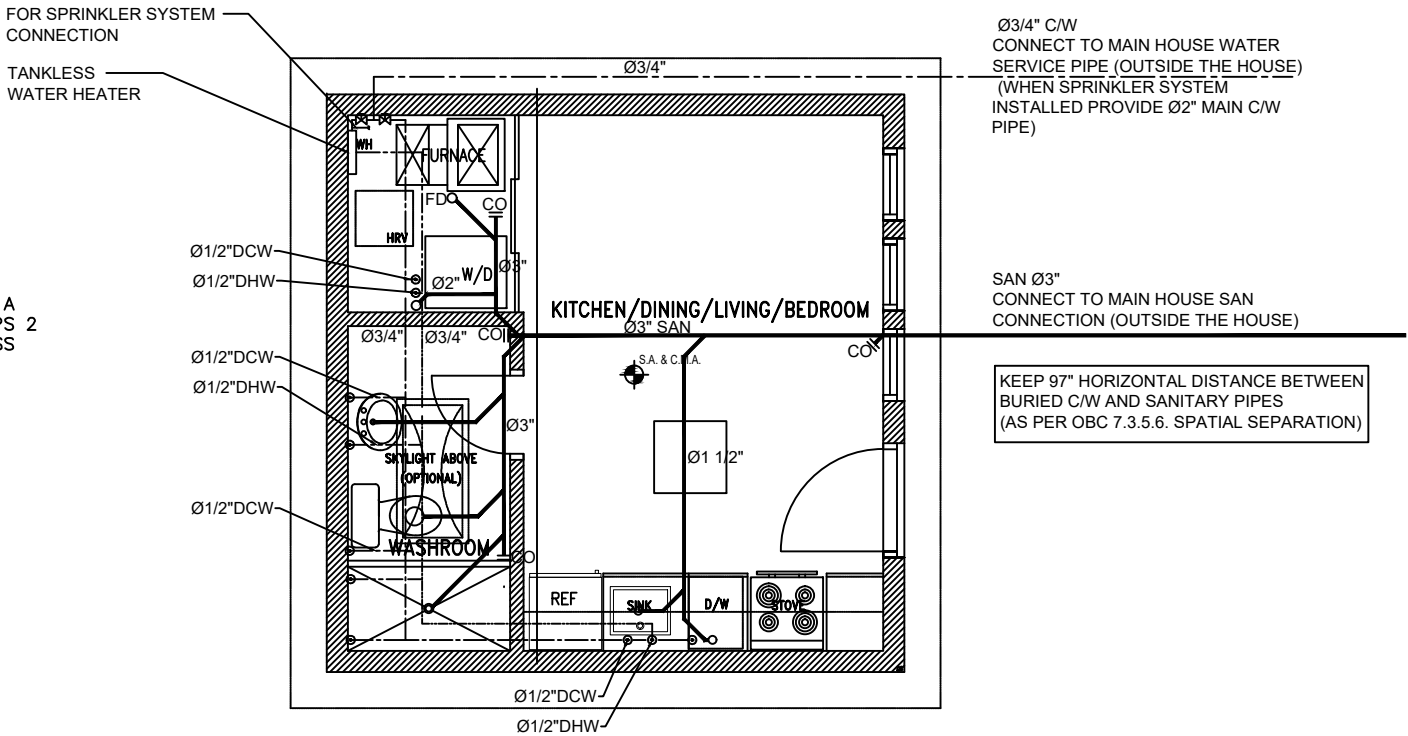 FOR SPRINKLER SYSTEM
CONNECTION
TANKLESS
WATER HEATER
Ø3/4"
Ø3/4" C/W
CONNECT TO MAIN HOUSE WATER
SERVICE PIPE (OUTSIDE THE HOUSE)
(WHEN SPRINKLER SYSTEM
INSTALLED PROVIDE Ø2" MAIN C/W
PIPE)
WH
FURNACE
FD
CO
HRV
Ø1/2"DCW
Ø1/2"DHW
Ø2"
W/D
Ø3"
A
PS 2
SS
KITCHEN/DINING/LIVING/BEDROOM
Ø3" SAN
SAN Ø3"
CONNECT TO MAIN HOUSE SAN
CONNECTION (OUTSIDE THE HOUSE)
Ø3/4"
Ø3/4"
CO
CO
S.A. & C.M.A.
Ø1/2"DCW
Ø1/2"DHW
KEEP 97" HORIZONTAL DISTANCE BETWEEN
BURIED C/W AND SANITARY PIPES
(AS PER OBC 7.3.5.6. SPATIAL SEPARATION)
Ø3"
SKYLIGHT ABOVE
(OPTIONAL)
Ø1 1/2"
Ø1/2"DCW
WASHROOM
CO
REF
SINK
D/W
STOVE
Ø1/2"DCW
Ø1/2"DHW